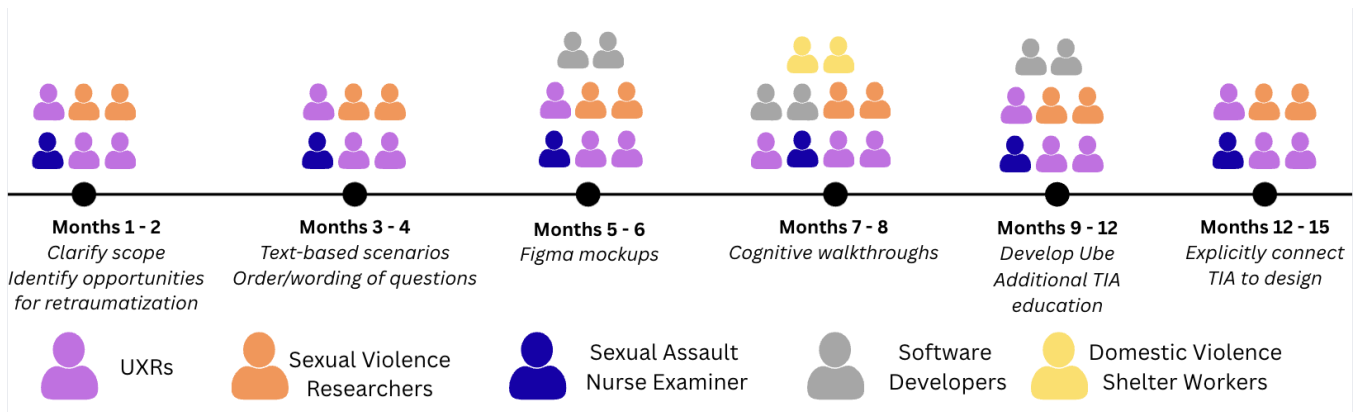 Months 1 - 2
Clarify scope
Identify opportunities
for retraumatization
Months 3 - 4
Text-based scenarios
Order/wording of questions
Months 5 - 6
Figma mockups
Months 7 - 8
Cognitive walkthroughs
Months 9 - 12
Develop Ube
Additional TIA
education
Months 12 - 15
Explicitly connect
TIA to design
UXRs
Sexual Violence
Researchers
Sexual Assault
Nurse Examiner
Software
Developers
Domestic Violence
Shelter Workers